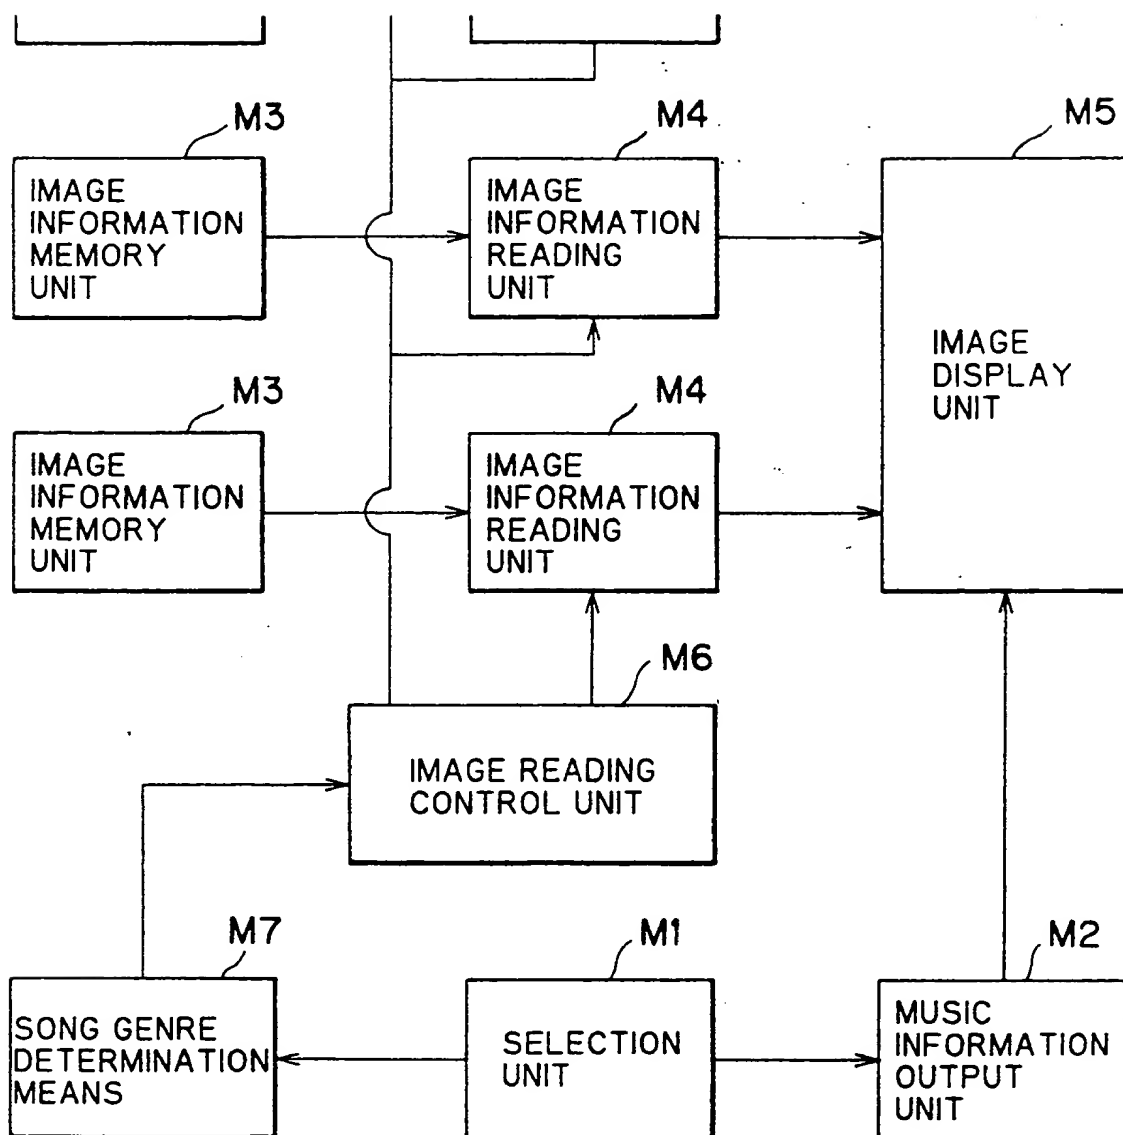 M3
M4
M5
IMAGE
INFORMATION
MEMORY
UNIT
IMAGE
INFORMATION
READING
UNIT
IMAGE
DISPLAY
UNIT
M3
M4
IMAGE
INFORMATION
MEMORY
UNIT
IMAGE
INFORMATION
READING
UNIT
M6
IMAGE READING
CONTROL UNIT
M7
M1
M2
SONG GENRE
DETERMINATION
MEANS
SELECTION
UNIT
MUSIC
INFORMATION
OUTPUT
UNIT